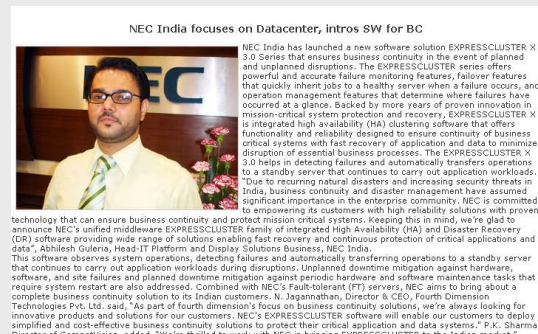 NEC India focuses on Datacenter, intros SW for BC
NEC
NEC India has launched a new software solution EXPRESSCLUSTER X
3.0 Series that ensures business continuity in the event of planned
and unplanned disruptions. The EXPRESSCLUSTER series offers
powerful and accurate failure monitoring features, failover features
that quickly inherit jobs to a healthy server when a failure occurs, and
operation management features that determine where failures have
occurred at a glance. Backed by more years of proven innovation in
mission-critical system protection and recovery, EXPRESSCLUSTER X
is integrated high availability (HA) clustering software that offers
functionality and reliability designed to ensure continuity of business
critical systems with fast recovery of application and data to minimize
disruption of essential business processes. The EXPRESSCLUSTER X
3.0 helps in detecting failures and automatically transfers operations
to a standby server that continues to carry out application workloads.
"Due to recurring natural disasters and increasing security threats in
India, business continuity and disaster management have assumed
significant importance in the enterprise community. NEC is committed
to empowering its customers with high reliability solutions with proven
technology that can ensure business continuity and protect mission critical systems. Keeping this in mind, we're glad to
announce NEC's unified middleware EXPRESSCLUSTER family of integrated High Availability (HA) and Disaster Recovery
(DR) software providing wide range of solutions enabling fast recovery and continuous protection of critical applications and
data", Abhilesh Guleria, Head-IT Platform and Display Solutions Business, NEC India.
This software observes system operations, detecting failures and automatically transferring operations to a standby server
that continues to carry out application workloads during disruptions. Unplanned downtime mitigation against hardware,
software, and site failures and planned downtime mitigation against periodic hardware and software maintenance tasks that
require system restart are also addressed. Combined with NEC's Fault-tolerant (FT) servers, NEC aims to bring about a
complete business continuity solution to its Indian customers. N. Jagannathan, Director & CEO, Fourth Dimension
Technologies Pvt. Ltd. said, "As part of fourth dimension's focus on business continuity solutions, we're always looking for
innovative products and solutions for our customers. NEC's EXPRESSCLUSTER software will enable our customers to deploy
simplified and cost-effective business continuity solutions to protect their critical application and data systems." P.K. Sharma